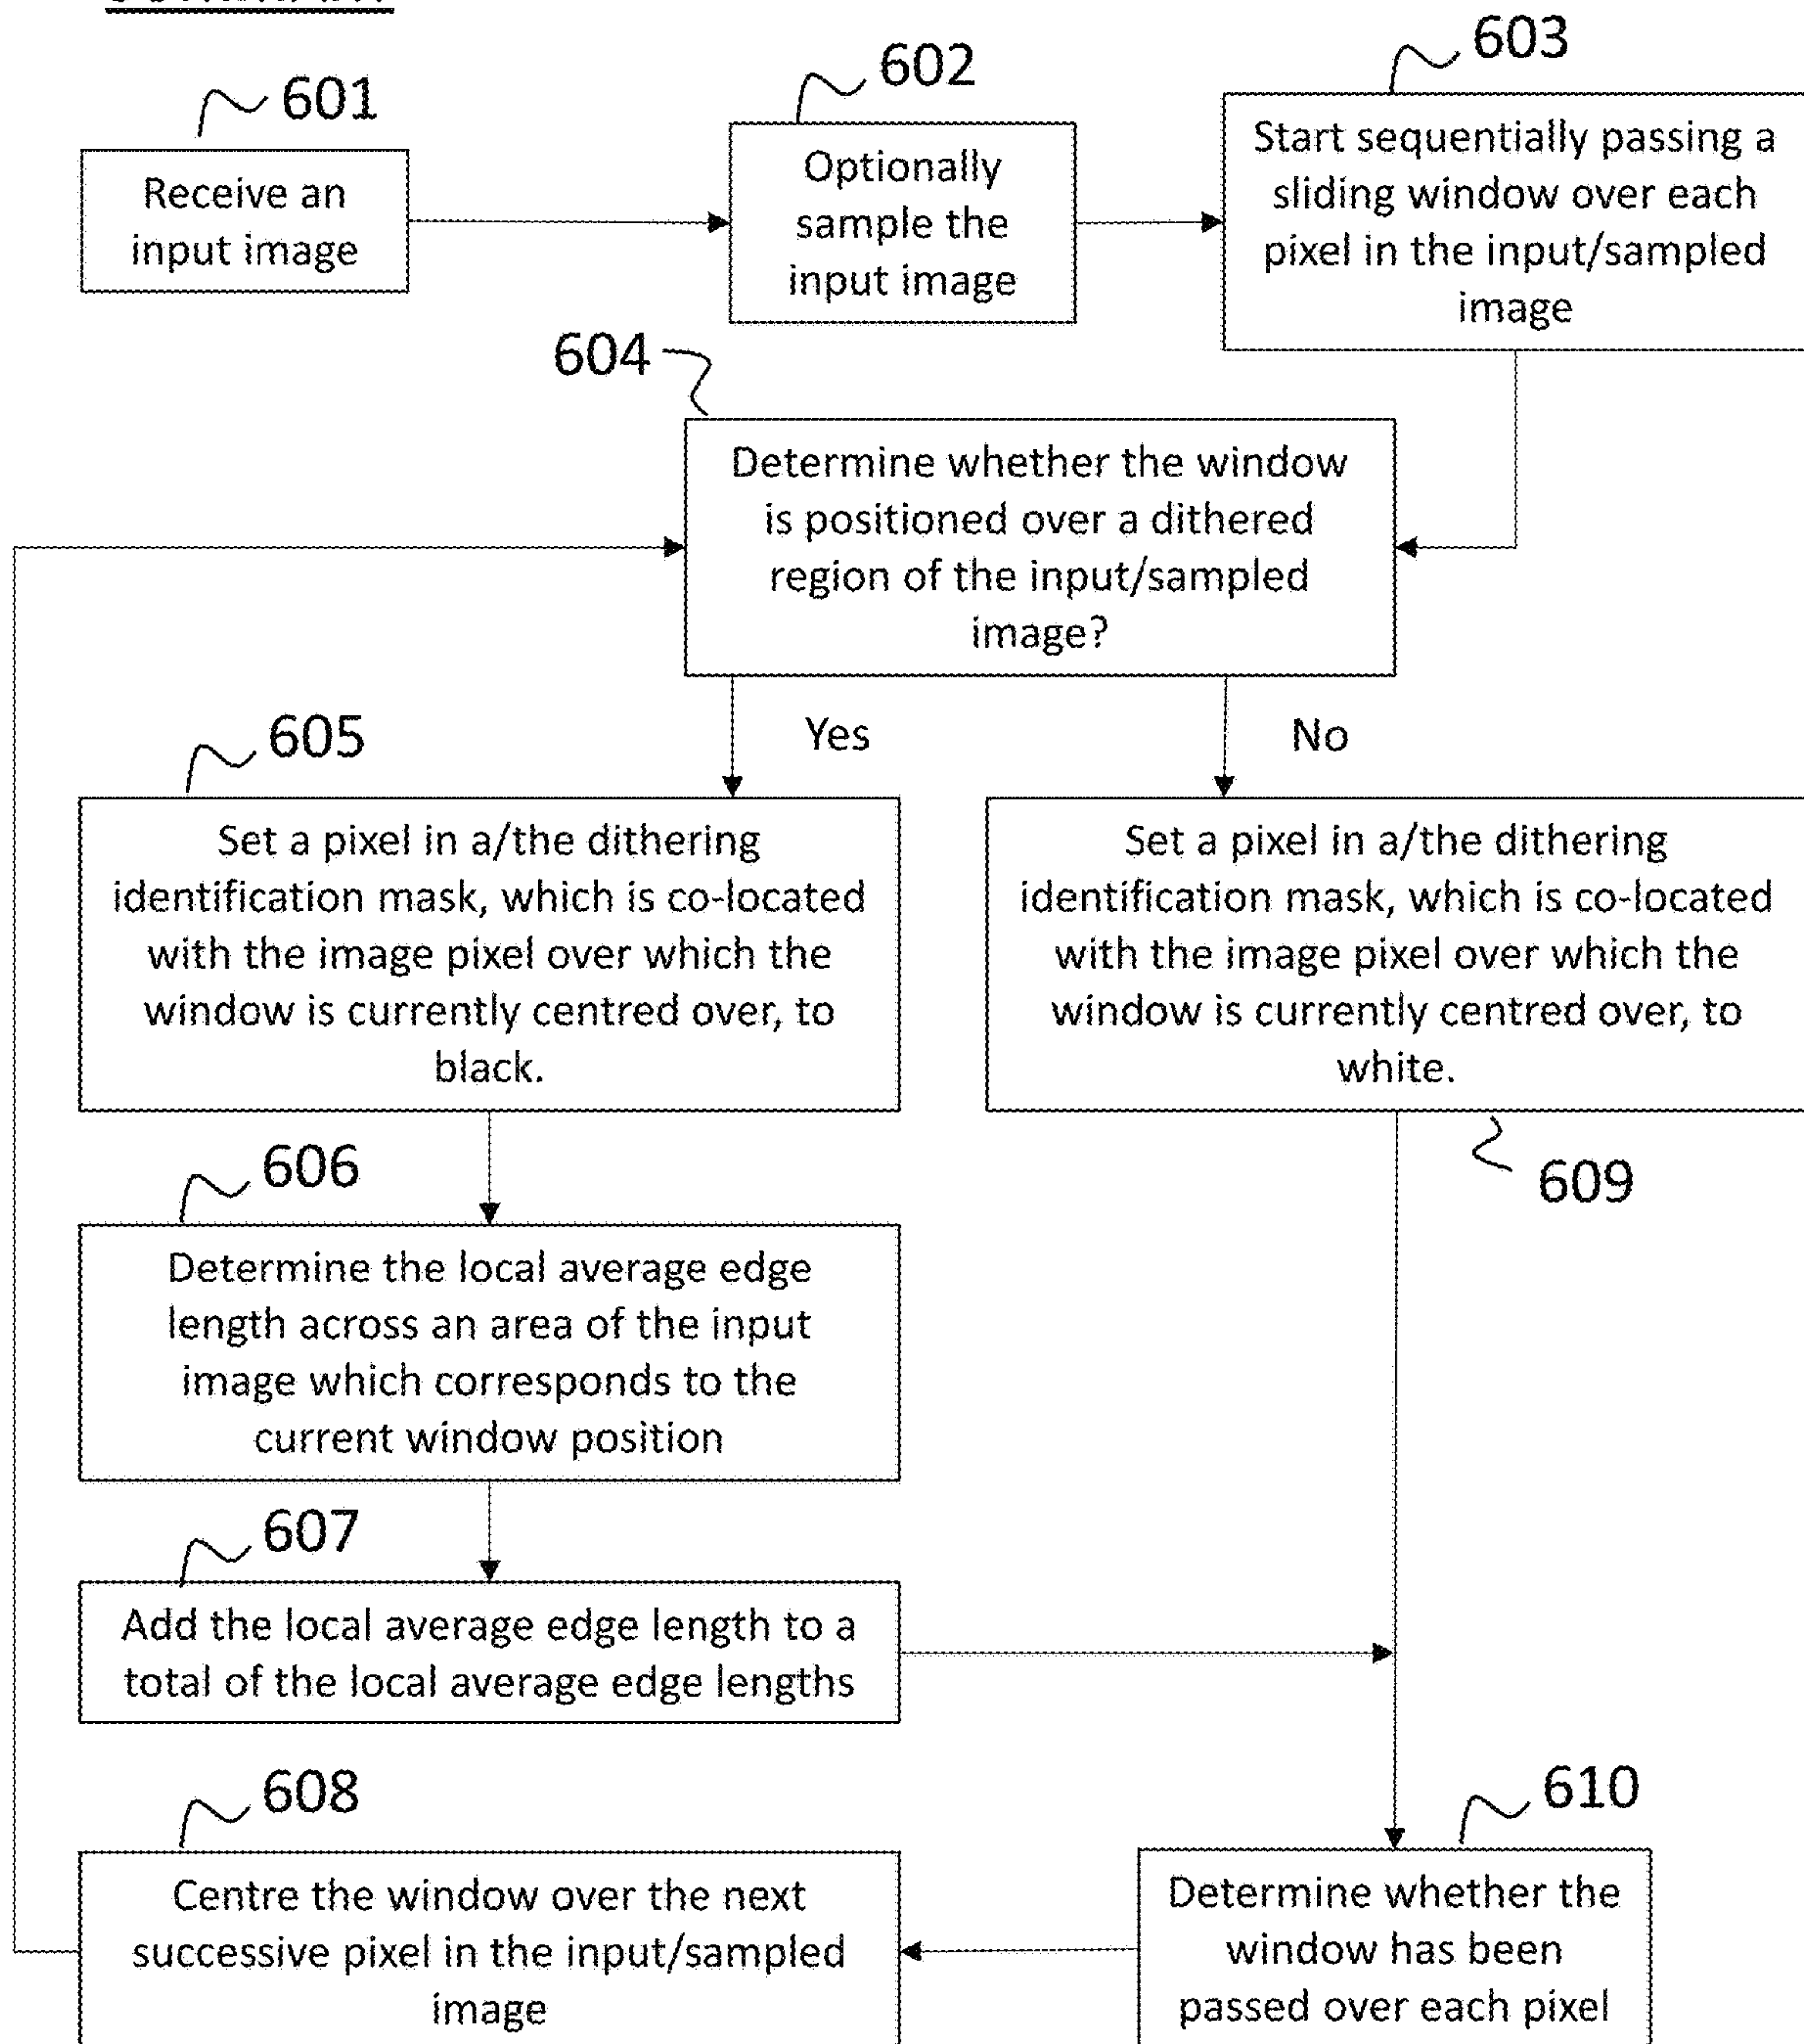 601
Receive an
input image
602
Optionally
sample the
input image
603
Start sequentially passing a
sliding window over each
pixel in the input/sampled
image
604
Determine whether the window
is positioned over a dithered
region of the input/sampled
image?
Yes
No
605
Set a pixel in a/the dithering
identification mask, which is co-located
with the image pixel over which the
window is currently centred over, to
black.
Set a pixel in a/the dithering
identification mask, which is co-located
with the image pixel over which the
window is currently centred over, to
white.
609
606
Determine the local average edge
length across an area of the input
image which corresponds to the
current window position
607
Add the local average edge length to a
total of the local average edge lengths
608
Centre the window over the next
successive pixel in the input/sampled
image
610
Determine whether the
window has been
passed over each pixel